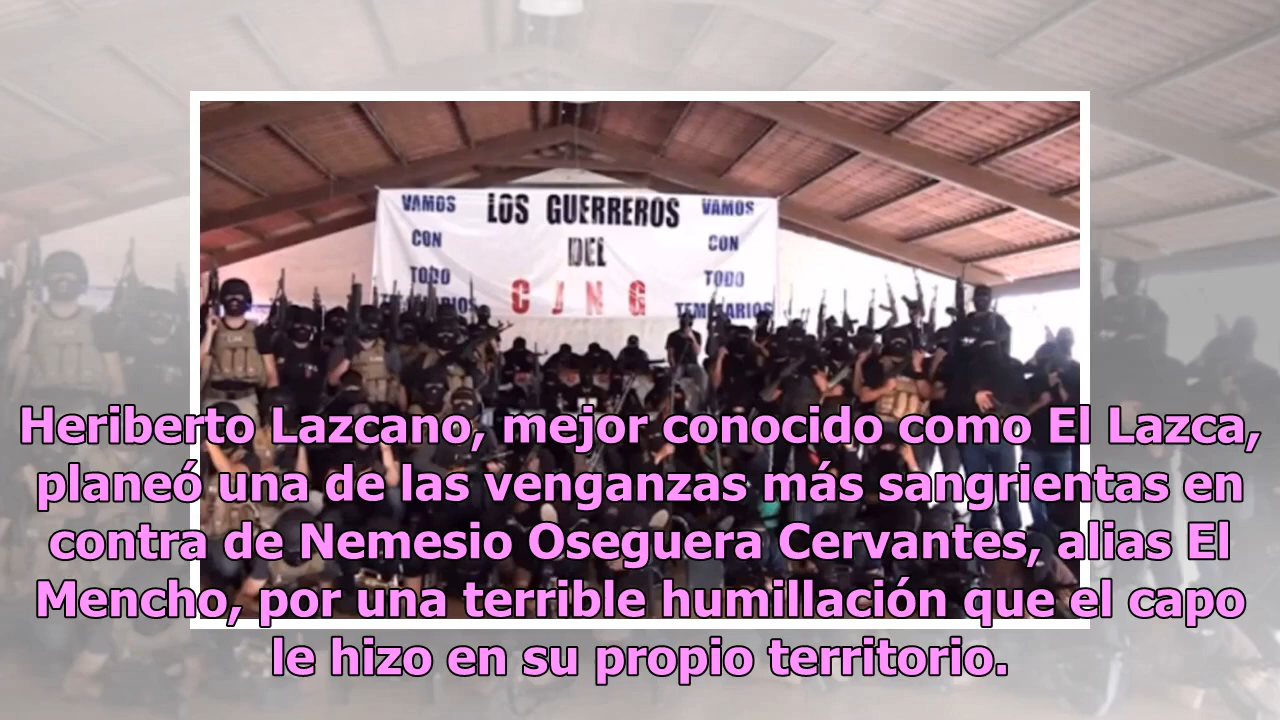 VAMOS LOS GUERREROS VAMOS
CON DEL CON
TODO C J N G TODO
TEMPLARIOS TEMPLARIOS
Heriberto Lazcano, mejor conocido como El Lazca,
planeó una de las venganzas más sangrientas en
contra de Nemesio Oseguera Cervantes, alias El
Mencho, por una terrible humillación que el capo
le hizo en su propio territorio.